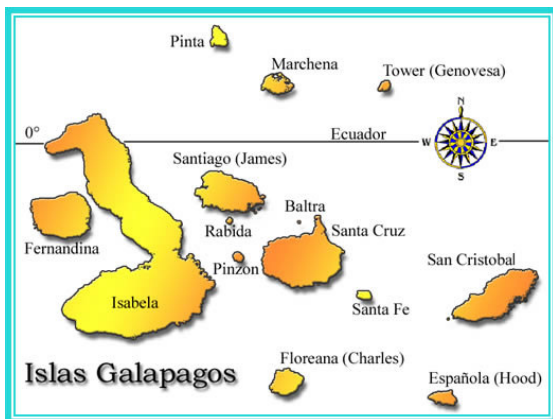 Pinta
Marchena
Tower (Genovesa)
N
0°
Ecuador
W
E
S
Santiago (James)
Rabida
Baltra
Santa Cruz
Fernandina
Pinzon
San Cristobal
Isabela
Santa Fe
Floreana (Charles)
Islas Galapagos
Española (Hood)